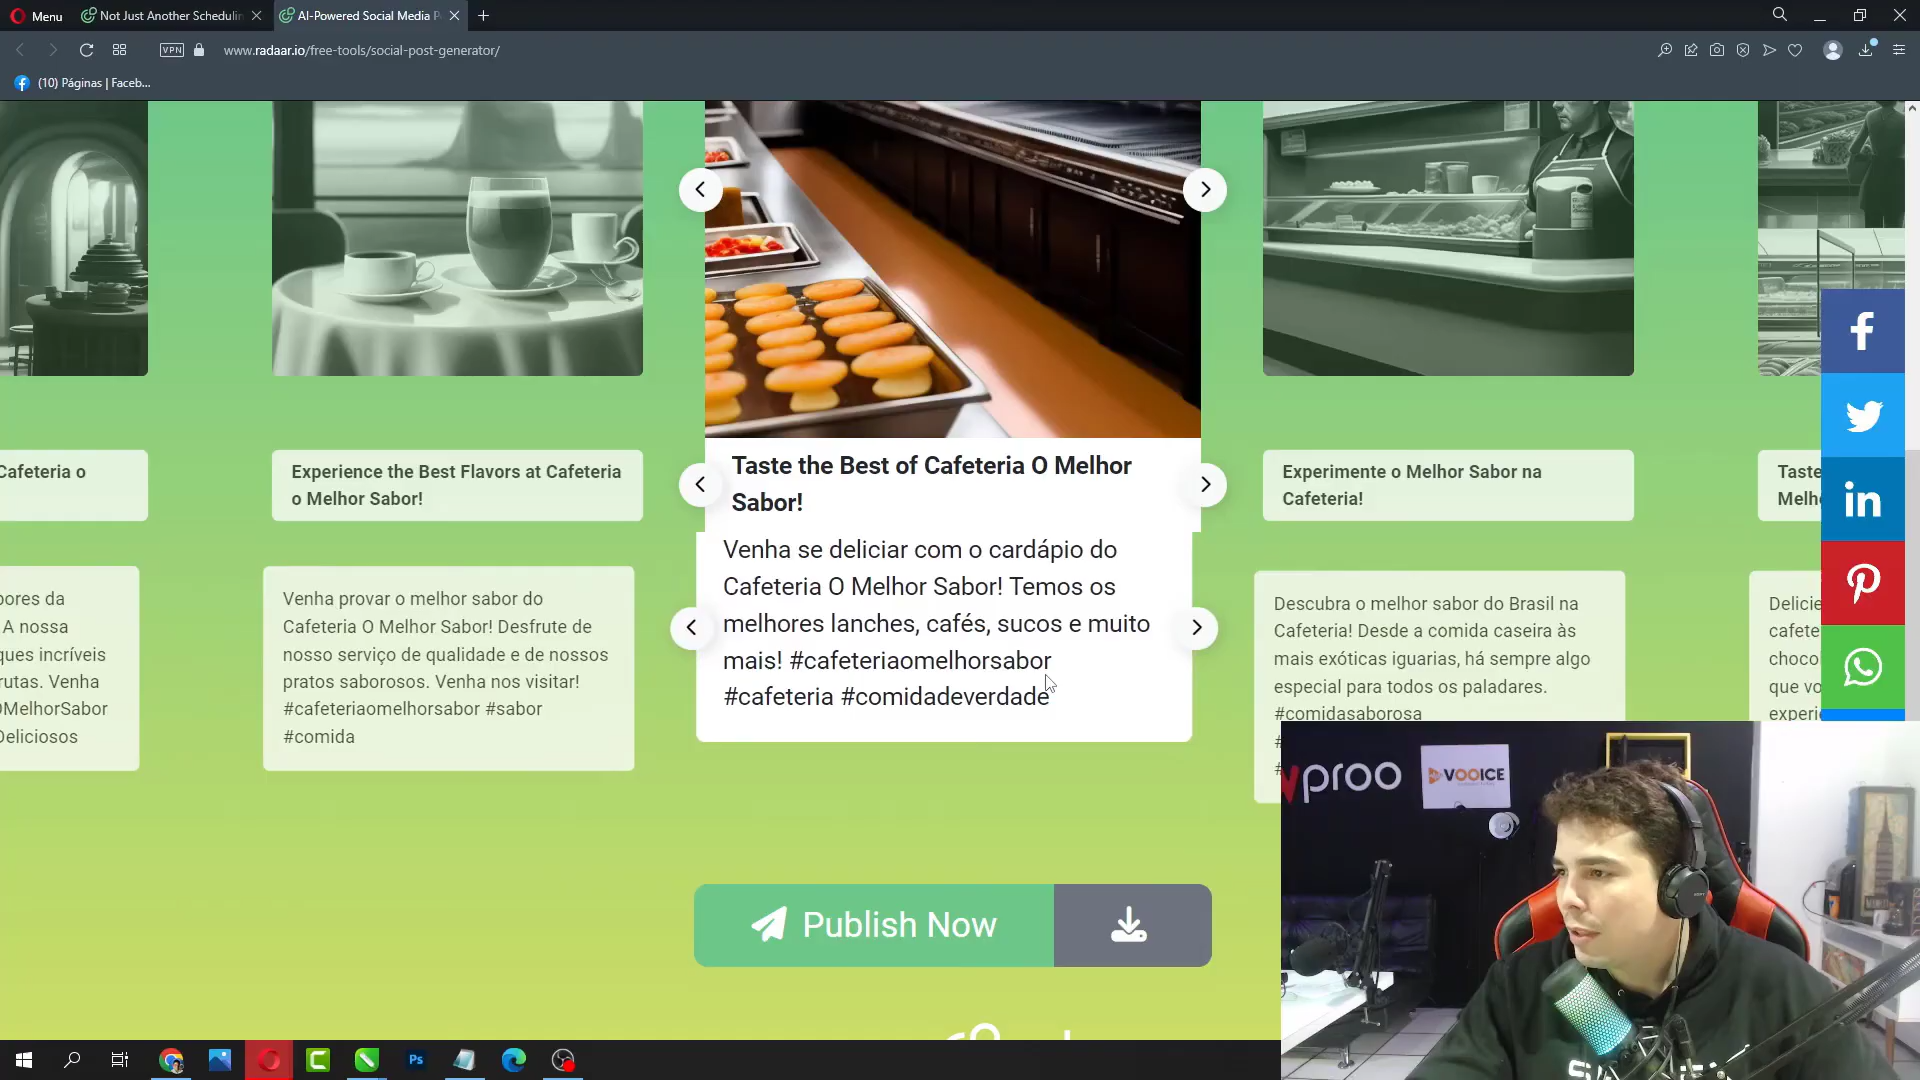 Menu
Not Just Another Schedulin
AI-Powered Social Media P
VPN
www.radaar.io/free-tools/social-post-generator/
(10) Páginas | Faceb...
Cafeteria o
Experience the Best Flavors at Cafeteria
o Melhor Sabor!
Taste the Best of Cafeteria O Melhor
Sabor!
Experimente o Melhor Sabor na
Cafeteria!
Taste
Melh
ores da
A nossa
ques incríveis
rutas. Venha
OMelhorSabor
Deliciosos
Venha provar o melhor sabor do
Cafeteria O Melhor Sabor! Desfrute de
nosso serviço de qualidade e de nossos
pratos saborosos. Venha nos visitar!
#cafeteriaomelhorsabor #sabor
#comida
Venha se deliciar com o cardápio do
Cafeteria O Melhor Sabor! Temos os
melhores lanches, cafés, sucos e muito
mais! #cafeteriaomelhorsabor
#cafeteria #comidadeverdade
Descubra o melhor sabor do Brasil na
Cafeteria! Desde a comida caseira às
mais exóticas iguarias, há sempre algo
especial para todos os paladares.
#comidasaborosa
#
#
Delicie
cafete
choco
que vo
experi
Publish Now
proo
VOOICE
Ps